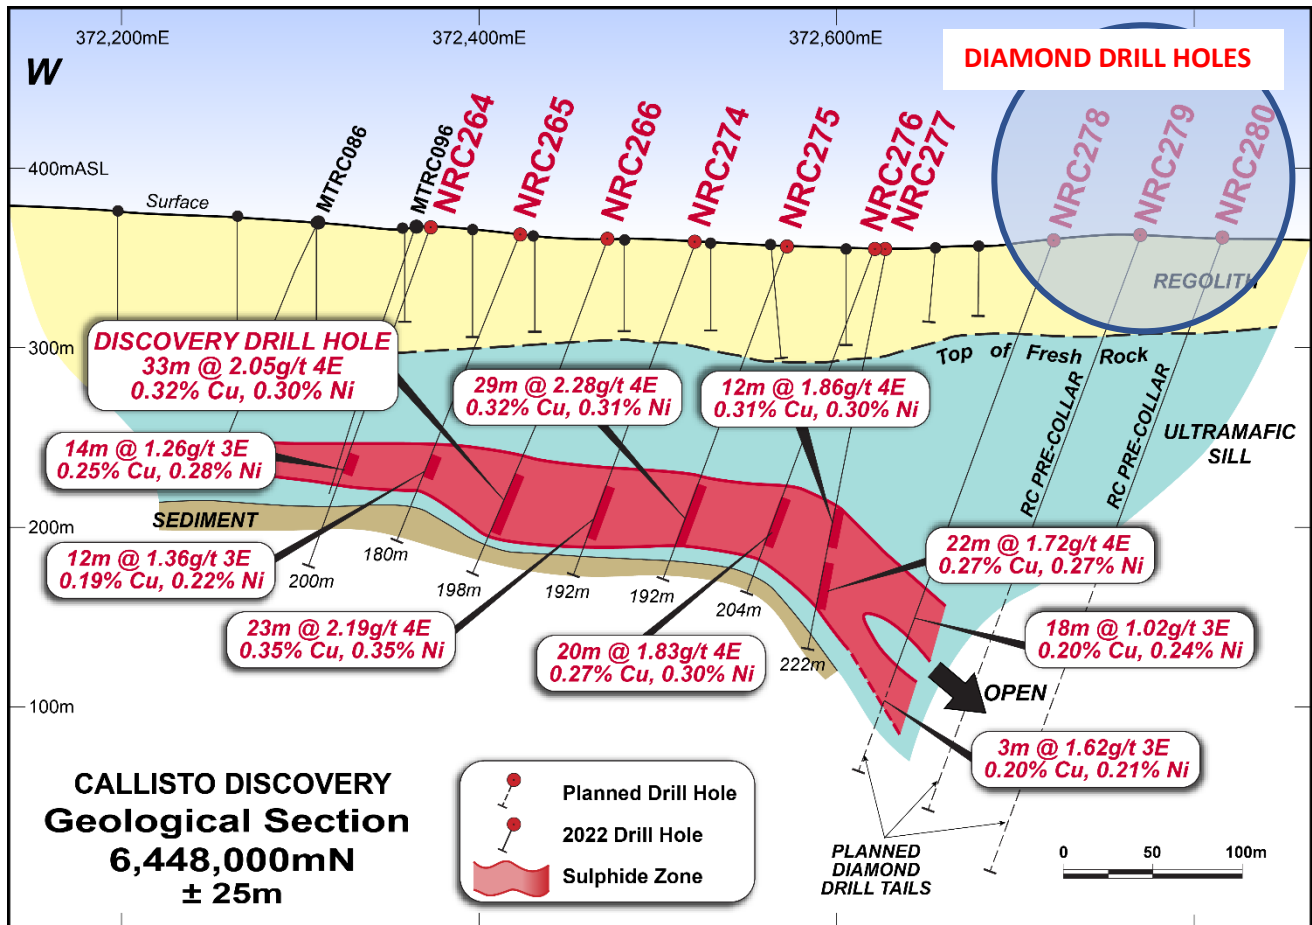 372,200mE
372,400mE
372,600mE
DIAMOND DRILL HOLES
W
MTRC086
MTRC096
NRC264
NRC265
NRC266
NRC274
NRC275
NRC276
NRC277
NRC278
NRC279
NRC280
400mASL
Surface
REGOLITH
300m
Top of Fresh Rock
DISCOVERY DRILL HOLE
33m @ 2.05g/t 4E
0.32% Cu, 0.30% Ni
29m @ 2.28g/t 4E
0.32% Cu, 0.31% Ni
12m @ 1.86g/t 4E
0.31% Cu, 0.30% Ni
RC PRE-COLLAR
RC PRE-COLLAR
ULTRAMAFIC
SILL
14m @ 1.26g/t 3E
0.25% Cu, 0.28% Ni
SEDIMENT
200m
12m @ 1.36g/t 3E
0.19% Cu, 0.22% Ni
200m
180m
198m
192m
192m
204m
222m
22m @ 1.72g/t 4E
0.27% Cu, 0.27% Ni
23m @ 2.19g/t 4E
0.35% Cu, 0.35% Ni
20m @ 1.83g/t 4E
0.27% Cu, 0.30% Ni
18m @ 1.02g/t 3E
0.20% Cu, 0.24% Ni
OPEN
100m
3m @ 1.62g/t 3E
0.20% Cu, 0.21% Ni
CALLISTO DISCOVERY
Geological Section
6,448,000mN
± 25m
Planned Drill Hole
2022 Drill Hole
Sulphide Zone
PLANNED
DIAMOND
DRILL TAILS
0 50 100m